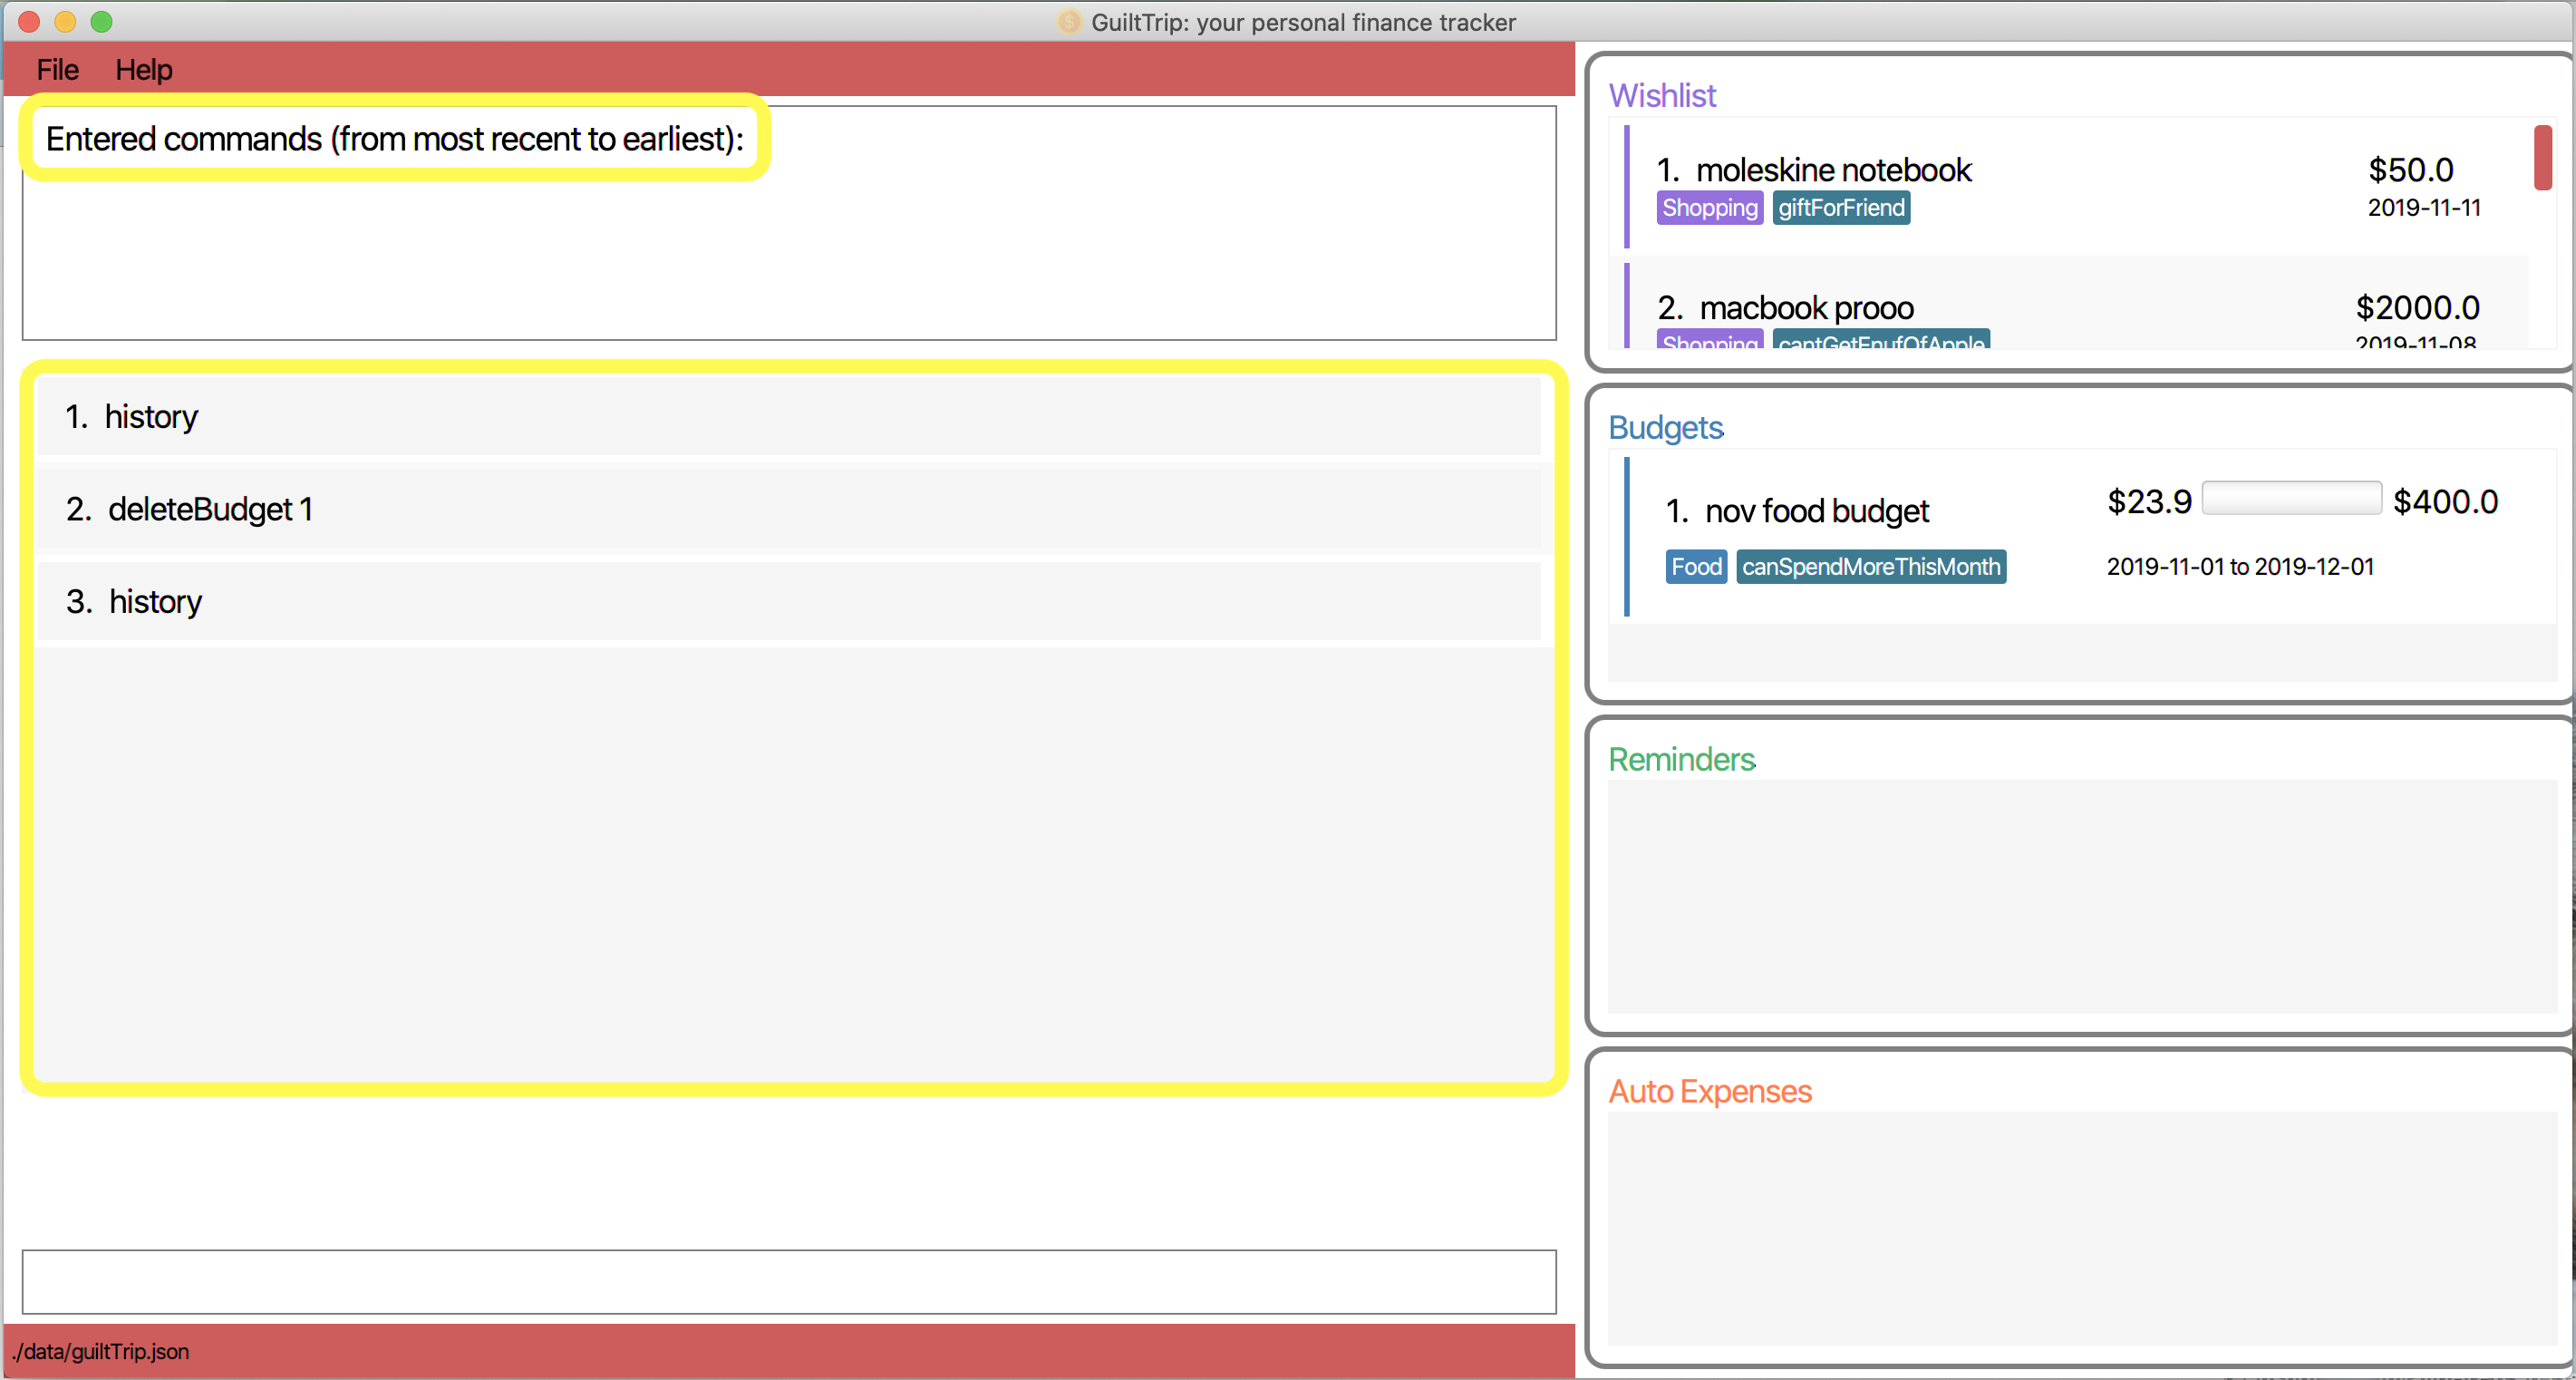 GuiltTrip: your personal finance tracker
File Help
Entered commands (from most recent to earliest):
1. history
2. deleteBudget 1
3. history
./data/guiltTrip.json
Wishlist
1. moleskine notebook $50.0
Shopping giftForFriend 2019-11-11
2. macbook prooo $2000.0
Shopping cantGetEnufOfApple 2019-11-08
Budgets
1. nov food budget $23.9 $400.0
Food canSpendMoreThisMonth 2019-11-01 to 2019-12-01
Reminders
Auto Expenses